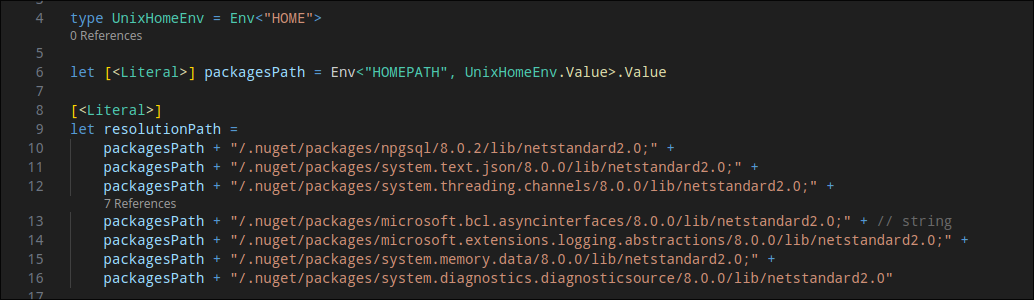 4 type UnixHomeEnv = Env<"HOME">
0 References
5
6 let [<Literal>] packagesPath = Env<"HOMEPATH", UnixHomeEnv.Value>.Value
7
8 [<Literal>]
9 let resolutionPath =
10 packagesPath + "/.nuget/packages/npgsql/8.0.2/lib/netstandard2.0;" +
11 packagesPath + "/.nuget/packages/system.text.json/8.0.0/lib/netstandard2.0;" +
12 packagesPath + "/.nuget/packages/system.threading.channels/8.0.0/lib/netstandard2.0;" +
7 References
13 packagesPath + "/.nuget/packages/microsoft.bcl.asyncinterfaces/8.0.0/lib/netstandard2.0;" + // string
14 packagesPath + "/.nuget/packages/microsoft.extensions.logging.abstractions/8.0.0/lib/netstandard2.0;" +
15 packagesPath + "/.nuget/packages/system.memory.data/8.0.0/lib/netstandard2.0;" +
16 packagesPath + "/.nuget/packages/system.diagnostics.diagnosticsource/8.0.0/lib/netstandard2.0"
17